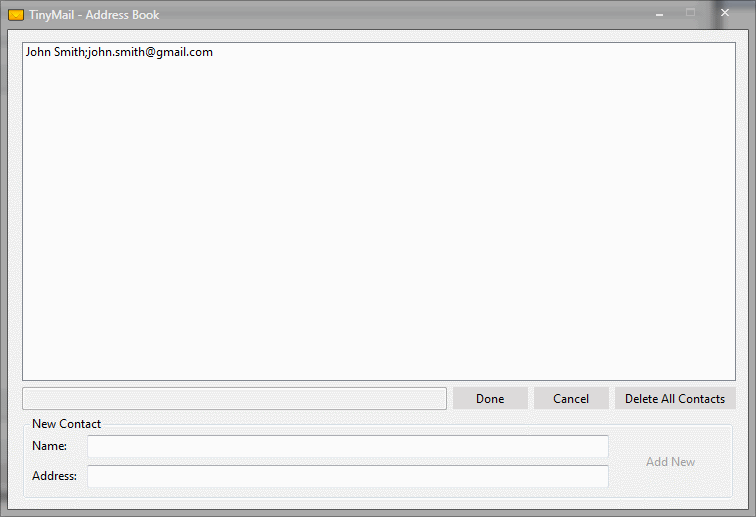 TinyMail - Address Book
John Smith;john.smith@gmail.com
Done Cancel Delete All Contacts
New Contact
Name:
Add New
Address: